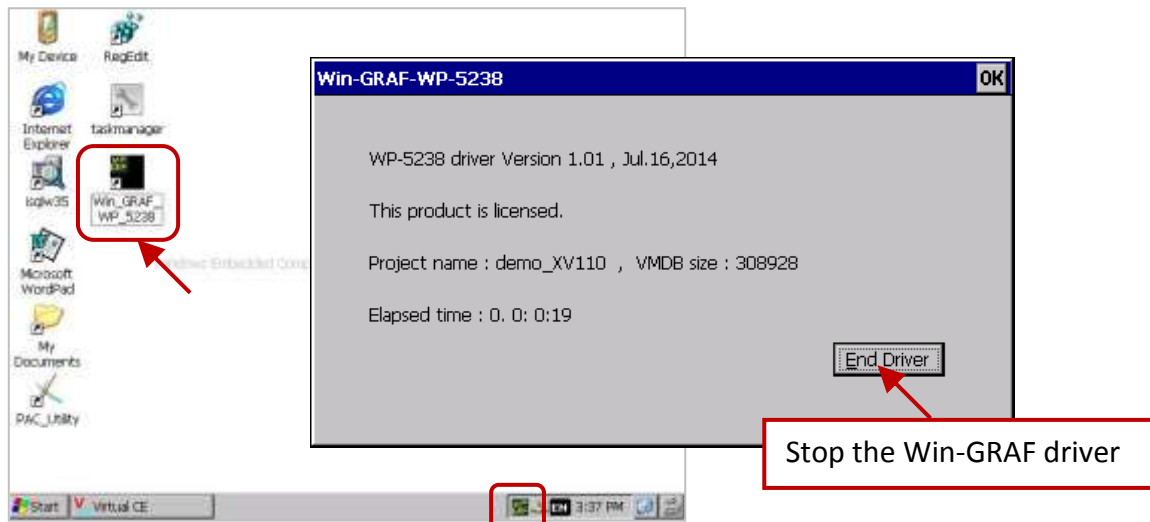 My Device
RegEdit
Internet
Explorer
taskmanager
isqlw35
Win_GRAF_
WP_5238
Microsoft
WordPad
My
Documents
PAC_Utility
Windows Embedded Comp
Win-GRAF-WP-5238
OK
WP-5238 driver Version 1.01 , Jul.16,2014
This product is licensed.
Project name : demo_XV110 , VMDB size : 308928
Elapsed time : 0. 0: 0:19
End Driver
Stop the Win-GRAF driver
Start
Virtual CE
EN
3:37 PM